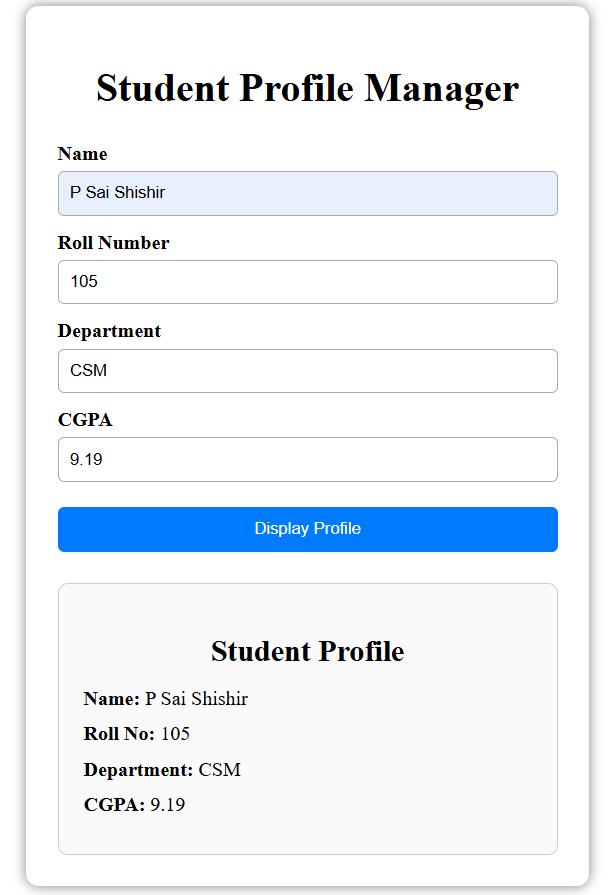 Student Profile Manager
Name
P Sai Shishir
Roll Number
105
Department
CSM
CGPA
9.19
Display Profile
Student Profile
Name: P Sai Shishir
Roll No: 105
Department: CSM
CGPA: 9.19